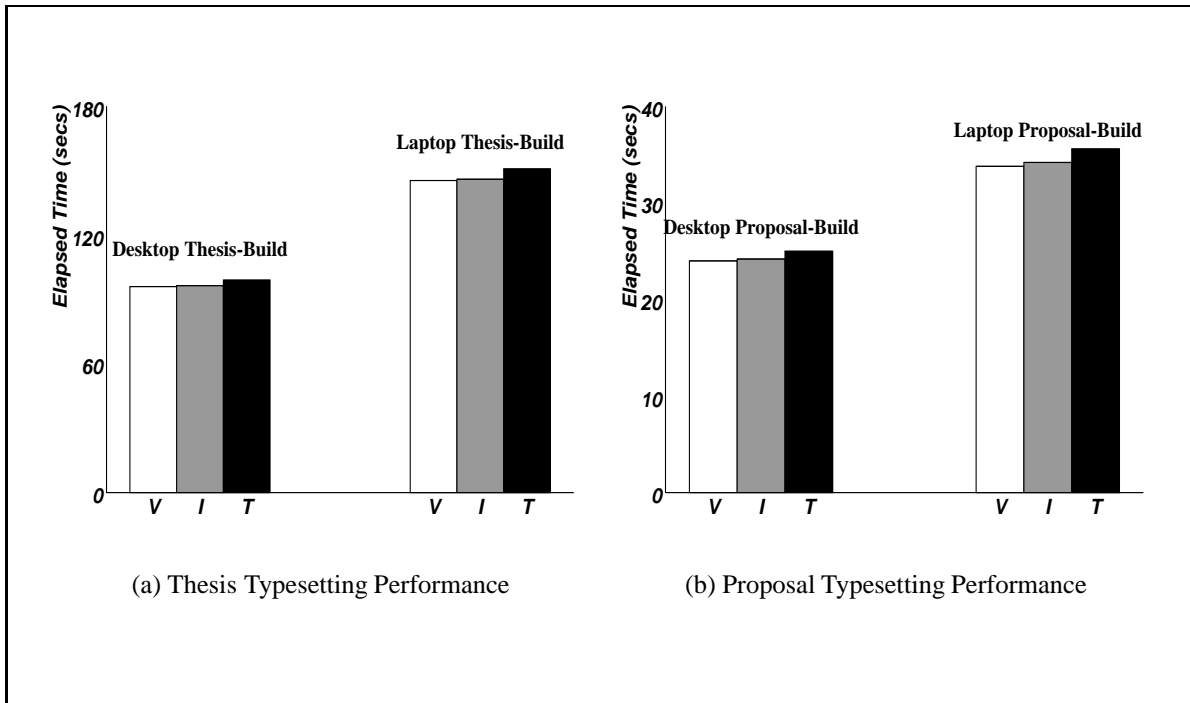 Elapsed Time (secs)
180
120
60
0
Desktop Thesis-Build
Laptop Thesis-Build
V I T
V I T
(a) Thesis Typesetting Performance
Elapsed Time (secs)
40
30
20
10
0
Desktop Proposal-Build
Laptop Proposal-Build
V I T
V I T
(b) Proposal Typesetting Performance